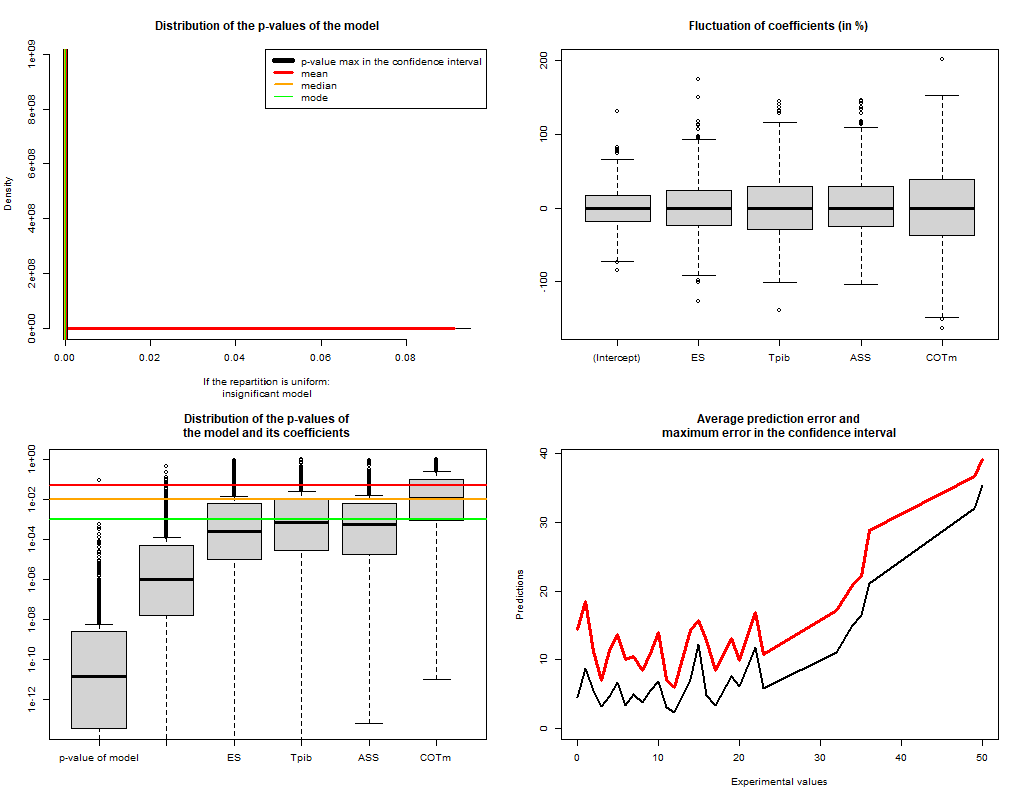 Distribution of the p-values of the model
1e+09
8e+08
6e+08
4e+08
2e+08
0e+00
Density
p-value max in the confidence interval
mean
median
mode
0.00 0.02 0.04 0.06 0.08
If the repartition is uniform:
insignificant model
Fluctuation of coefficients (in %)
200
100
0
-100
(Intercept) ES Tpib ASS COTm
Distribution of the p-values of
the model and its coefficients
1e+00
1e-02
1e-04
1e-06
1e-08
1e-10
1e-12
p-value of model ES Tpib ASS COTm
Average prediction error and
maximum error in the confidence interval
40
30
20
10
0
Predictions
0 10 20 30 40 50
Experimental values